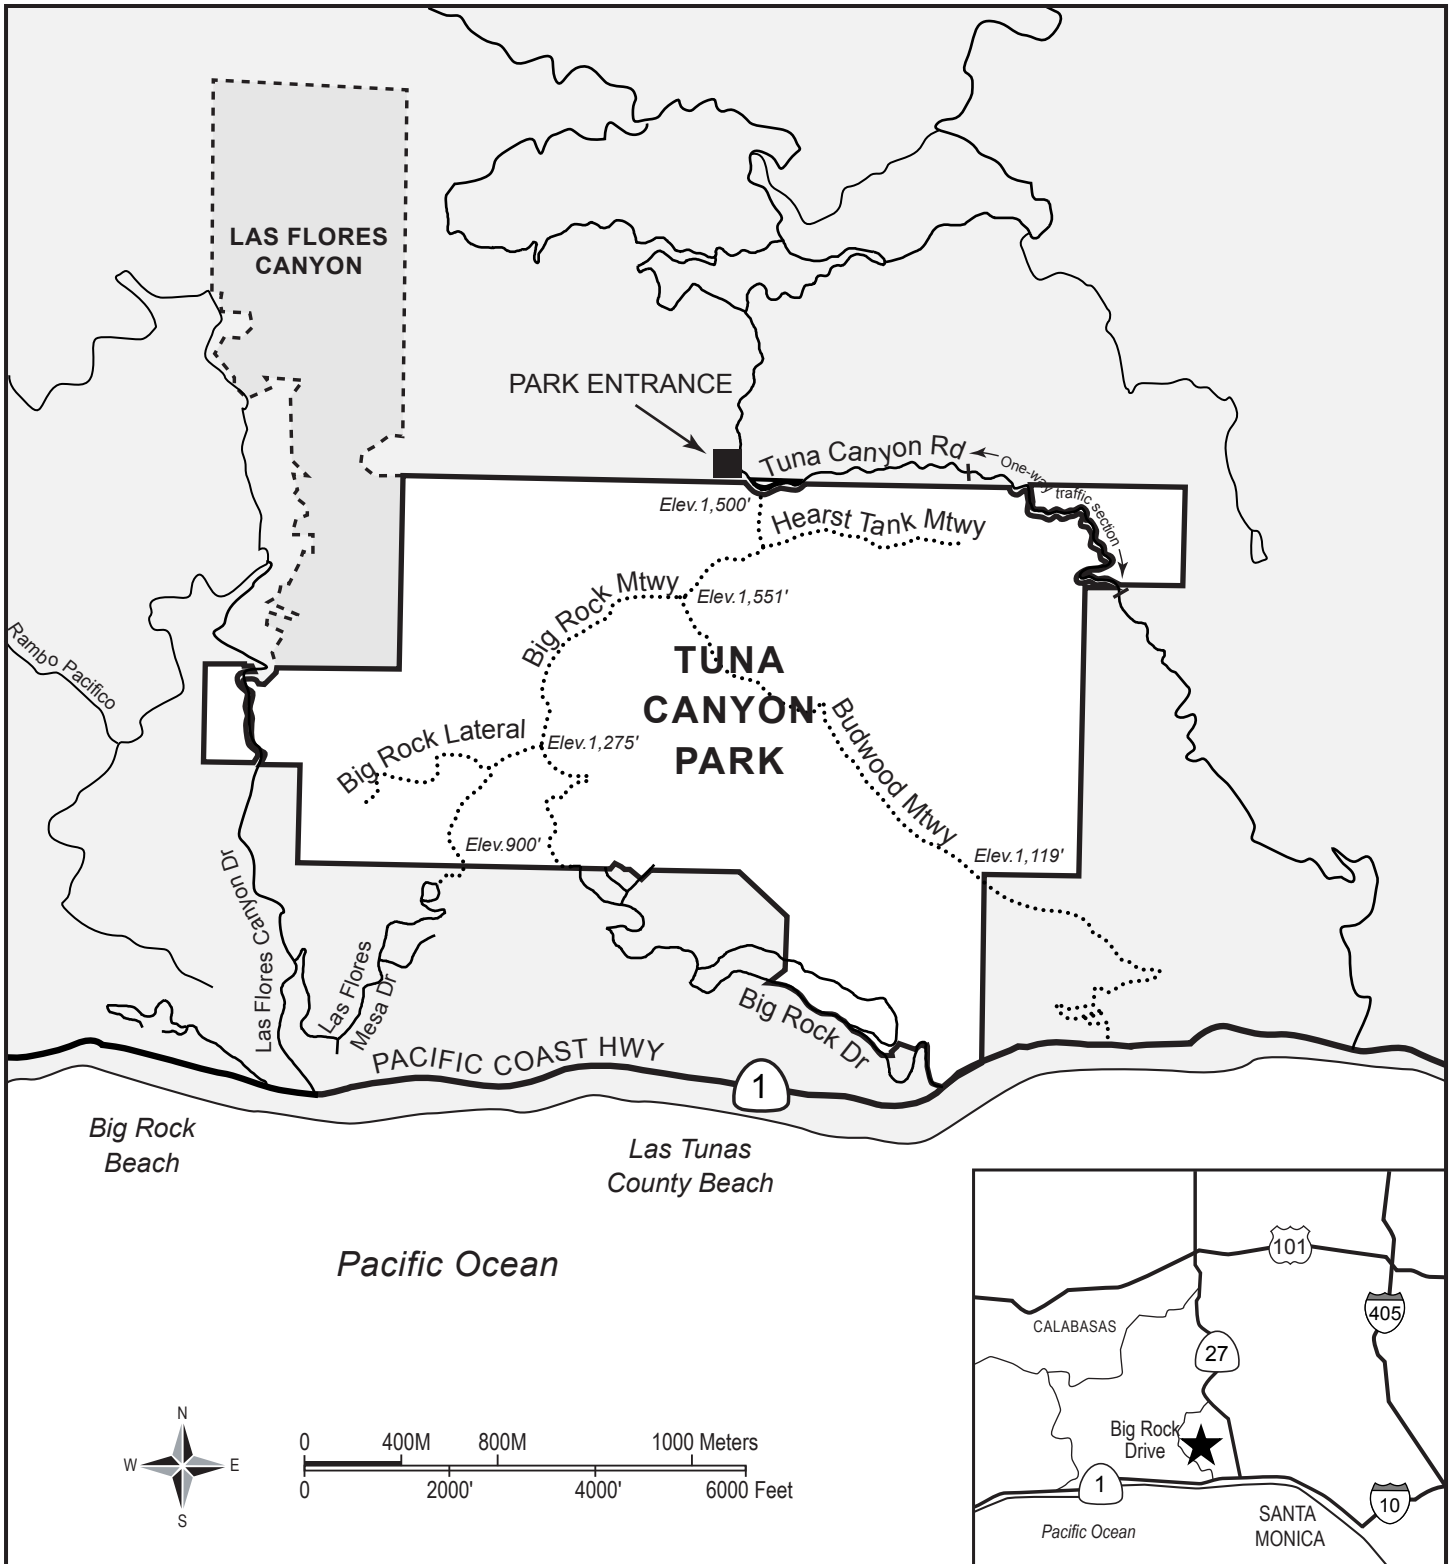 LAS FLORES
CANYON
PARK ENTRANCE
Tuna Canyon Rd
One-way traffic section
Elev.1,500'
Hearst Tank Mtwy
Big Rock Mtwy
Elev.1,551'
Rambo Pacifico
TUNA
CANYON
PARK
Big Rock Lateral
Elev.1,275'
Budwood Mtwy
Elev.900'
Elev.1,119'
Las Flores Canyon Dr
Las Flores
Mesa Dr
Big Rock Dr
PACIFIC COAST HWY
1
Big Rock
Beach
Las Tunas
County Beach
Pacific Ocean
N
W
E
S
0
400M
800M
1000 Meters
0
2000'
4000'
6000 Feet
101
405
CALABASAS
27
Big Rock
Drive
1
10
SANTA
MONICA
Pacific Ocean